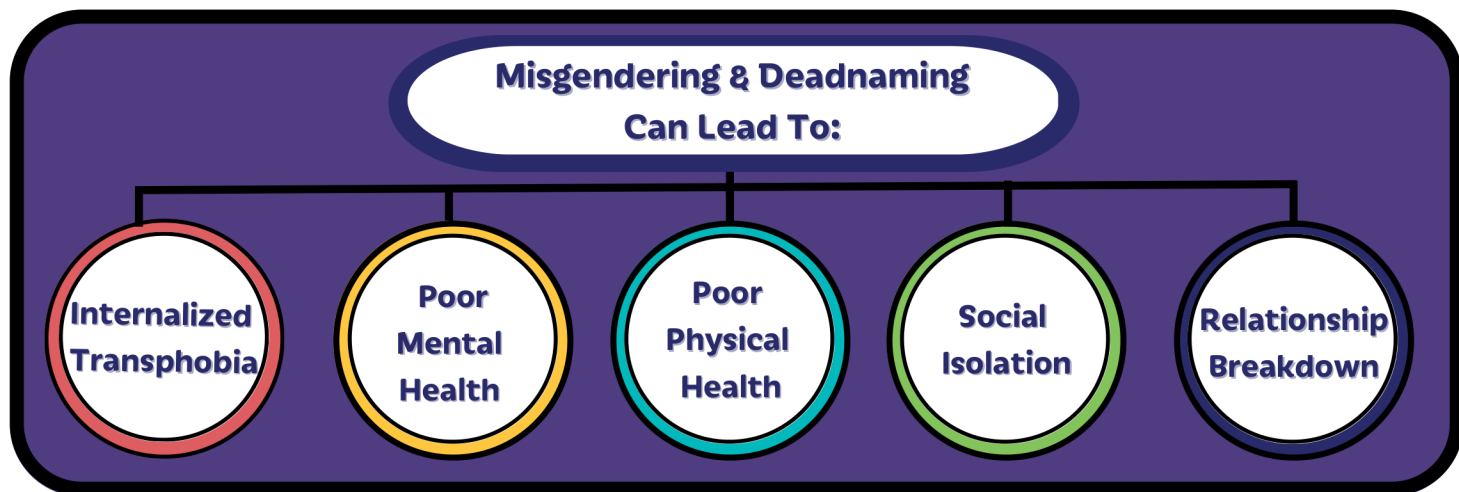 Misgendering & Deadnaming
Can Lead To:
Internalized
Transphobia
Poor
Mental
Health
Poor
Physical
Health
Social
Isolation
Relationship
Breakdown